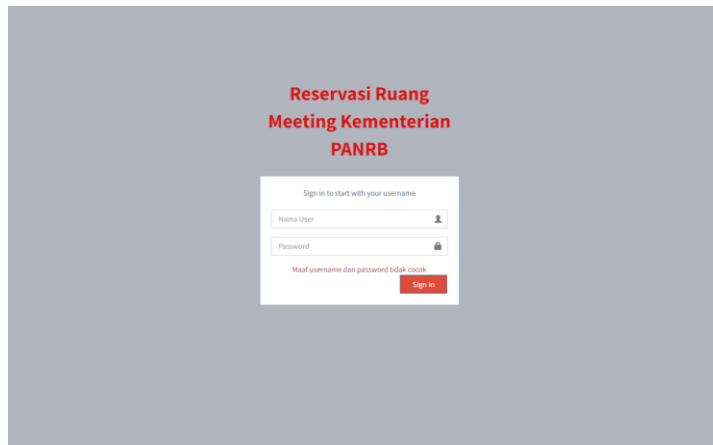 Reservasi Ruang
Meeting Kementerian
PANRB
Sign in to start with your username
Nama User
Password
Maaf username dan password tidak cocok
Sign In